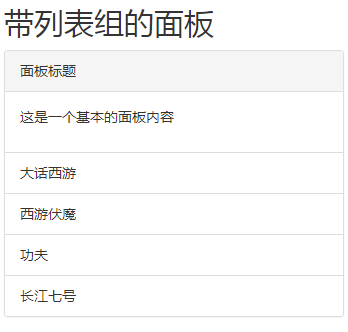 带列表组的面板
面板标题
这是一个基本的面板内容
大话西游
西游伏魔
功夫
长江七号